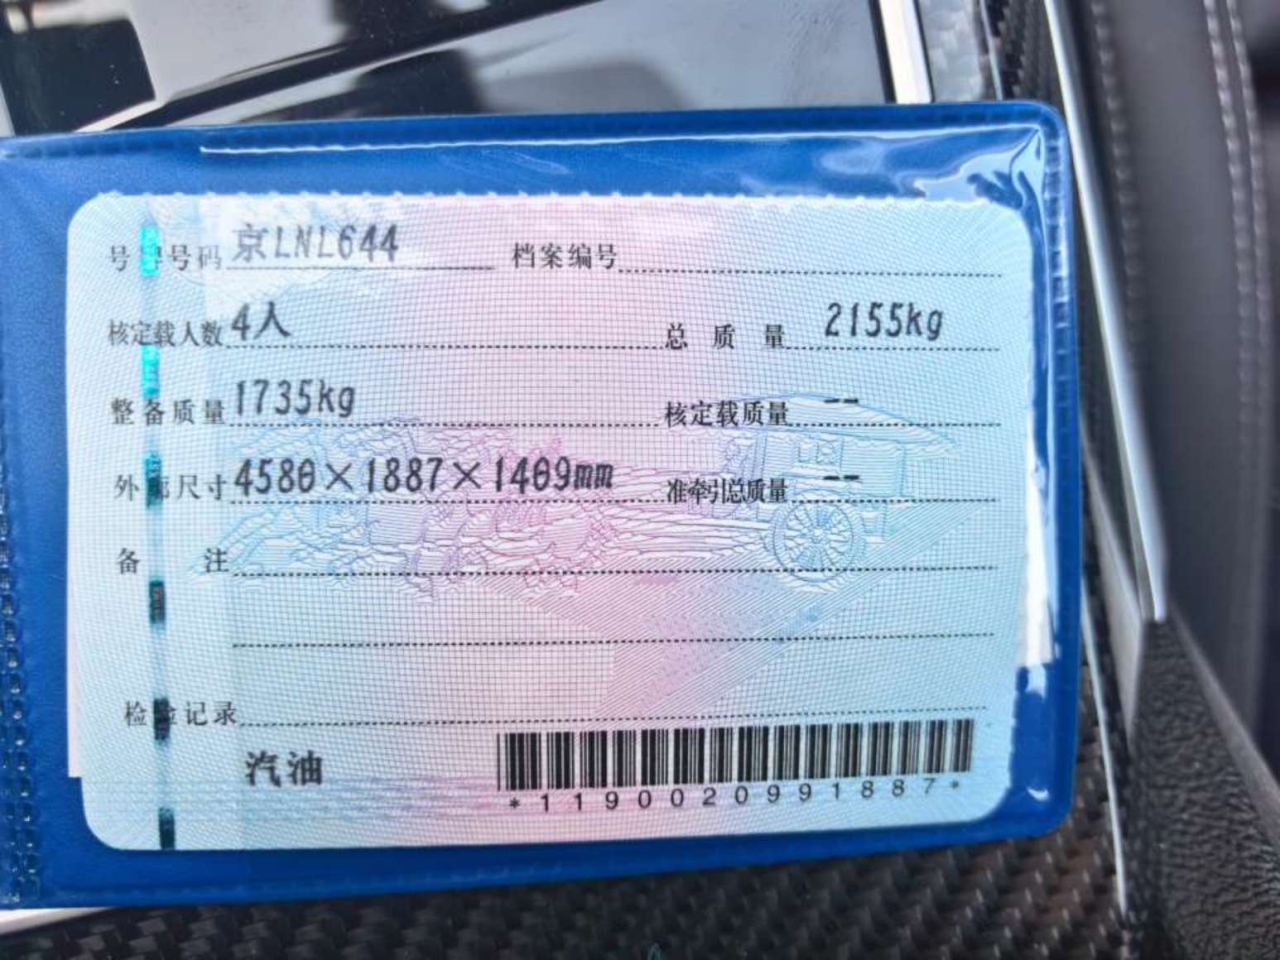 号牌号码 京LNL644 档案编号
核定载人数 4人 总质量 2155kg
整备质量 1735kg 核定载质量 --
外廓尺寸 4580×1887×1409mm 准牵引总质量 --
备注
检验记录
汽油
*1190020991887*